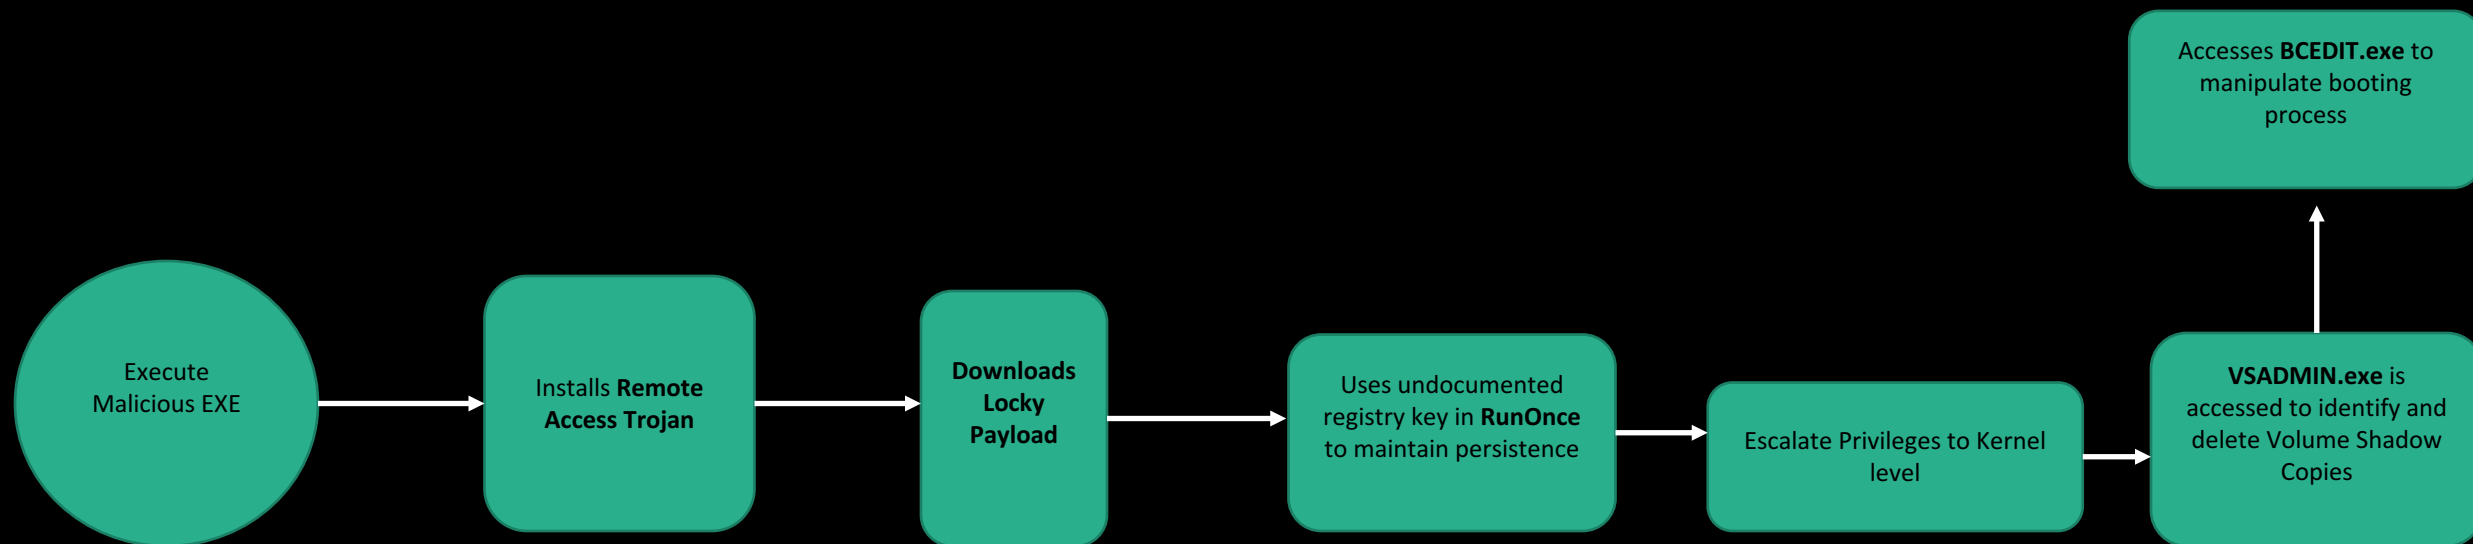 Execute
Malicious EXE
Installs Remote
Access Trojan
Downloads
Locky
Payload
Uses undocumented
registry key in RunOnce
to maintain persistence
Escalate Privileges to Kernel
level
VSADMIN.exe is
accessed to identify and
delete Volume Shadow
Copies
Accesses BCEDIT.exe to
manipulate booting
process